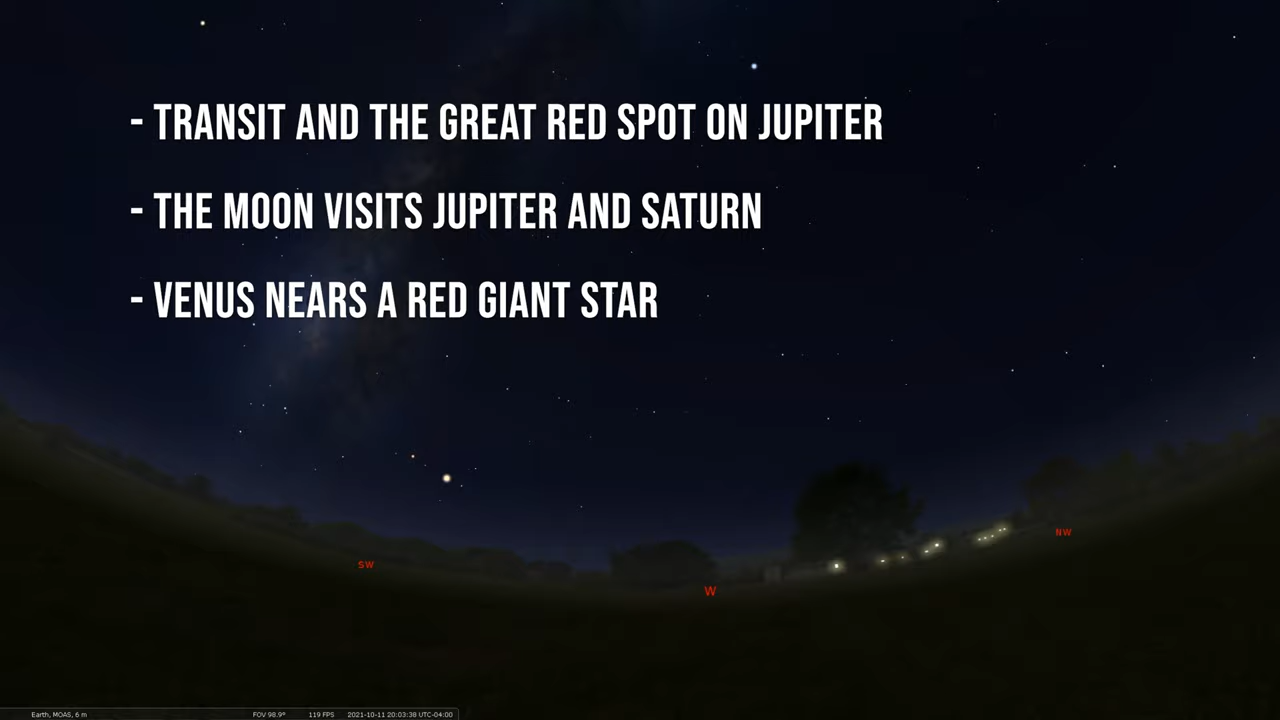 - TRANSIT AND THE GREAT RED SPOT ON JUPITER
- THE MOON VISITS JUPITER AND SATURN
- VENUS NEARS A RED GIANT STAR
SW
W
NW
Earth, MOAS, 6 m FOV 98.9° 119 FPS 2021-10-11 20:03:38 UTC-04:00